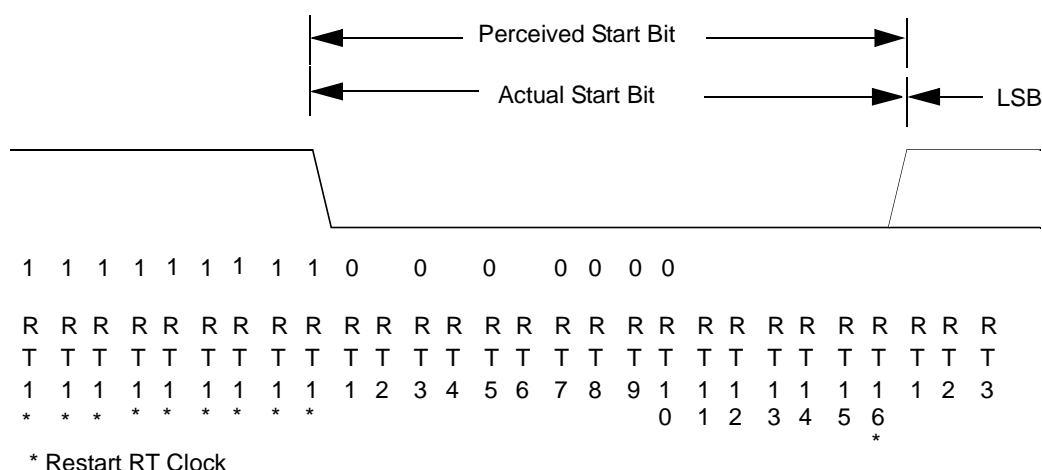 Perceived Start Bit
Actual Start Bit
LSB
1 1 1 1 1 1 1 1 1 0 0 0 0 0 0 0
R R R R R R R R R R R R R R R R R R R R R R R R R R R R
T T T T T T T T T T T T T T T T T T T T T T T T T T T T
1 1 1 1 1 1 1 1 1 1 2 3 4 5 6 7 8 9 1 1 1 1 1 1 1 1 2 3
* * * * * * * * * 0 1 2 3 4 5 6
*
* Restart RT Clock